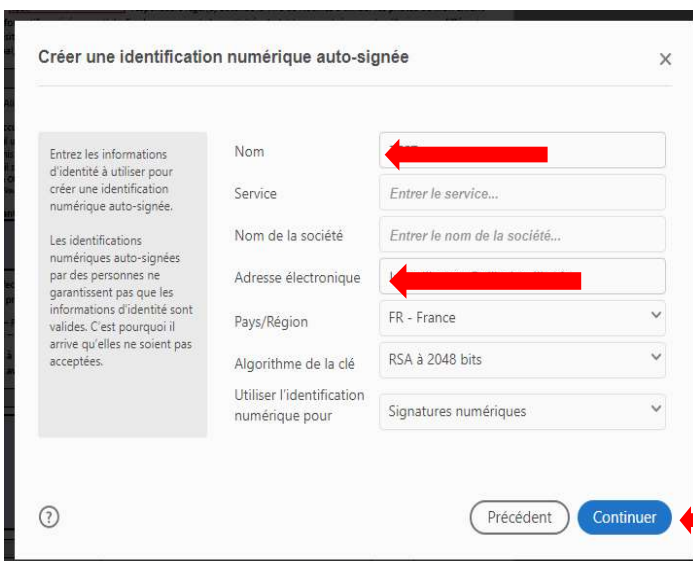 Créer une identification numérique auto-signée
Entrez les informations
d'identité à utiliser pour
créer une identification
numérique auto-signée.
Les identifications
numériques auto-signées
par des personnes ne
garantissent pas que les
informations d'identité sont
valides. C'est pourquoi il
arrive qu'elles ne soient pas
acceptées.
Nom
Service
Entrer le service...
Nom de la société
Entrer le nom de la société...
Adresse électronique
Pays/Région
FR - France
Algorithme de la clé
RSA à 2048 bits
Utiliser l'identification
numérique pour
Signatures numériques
?
Précédent
Continuer